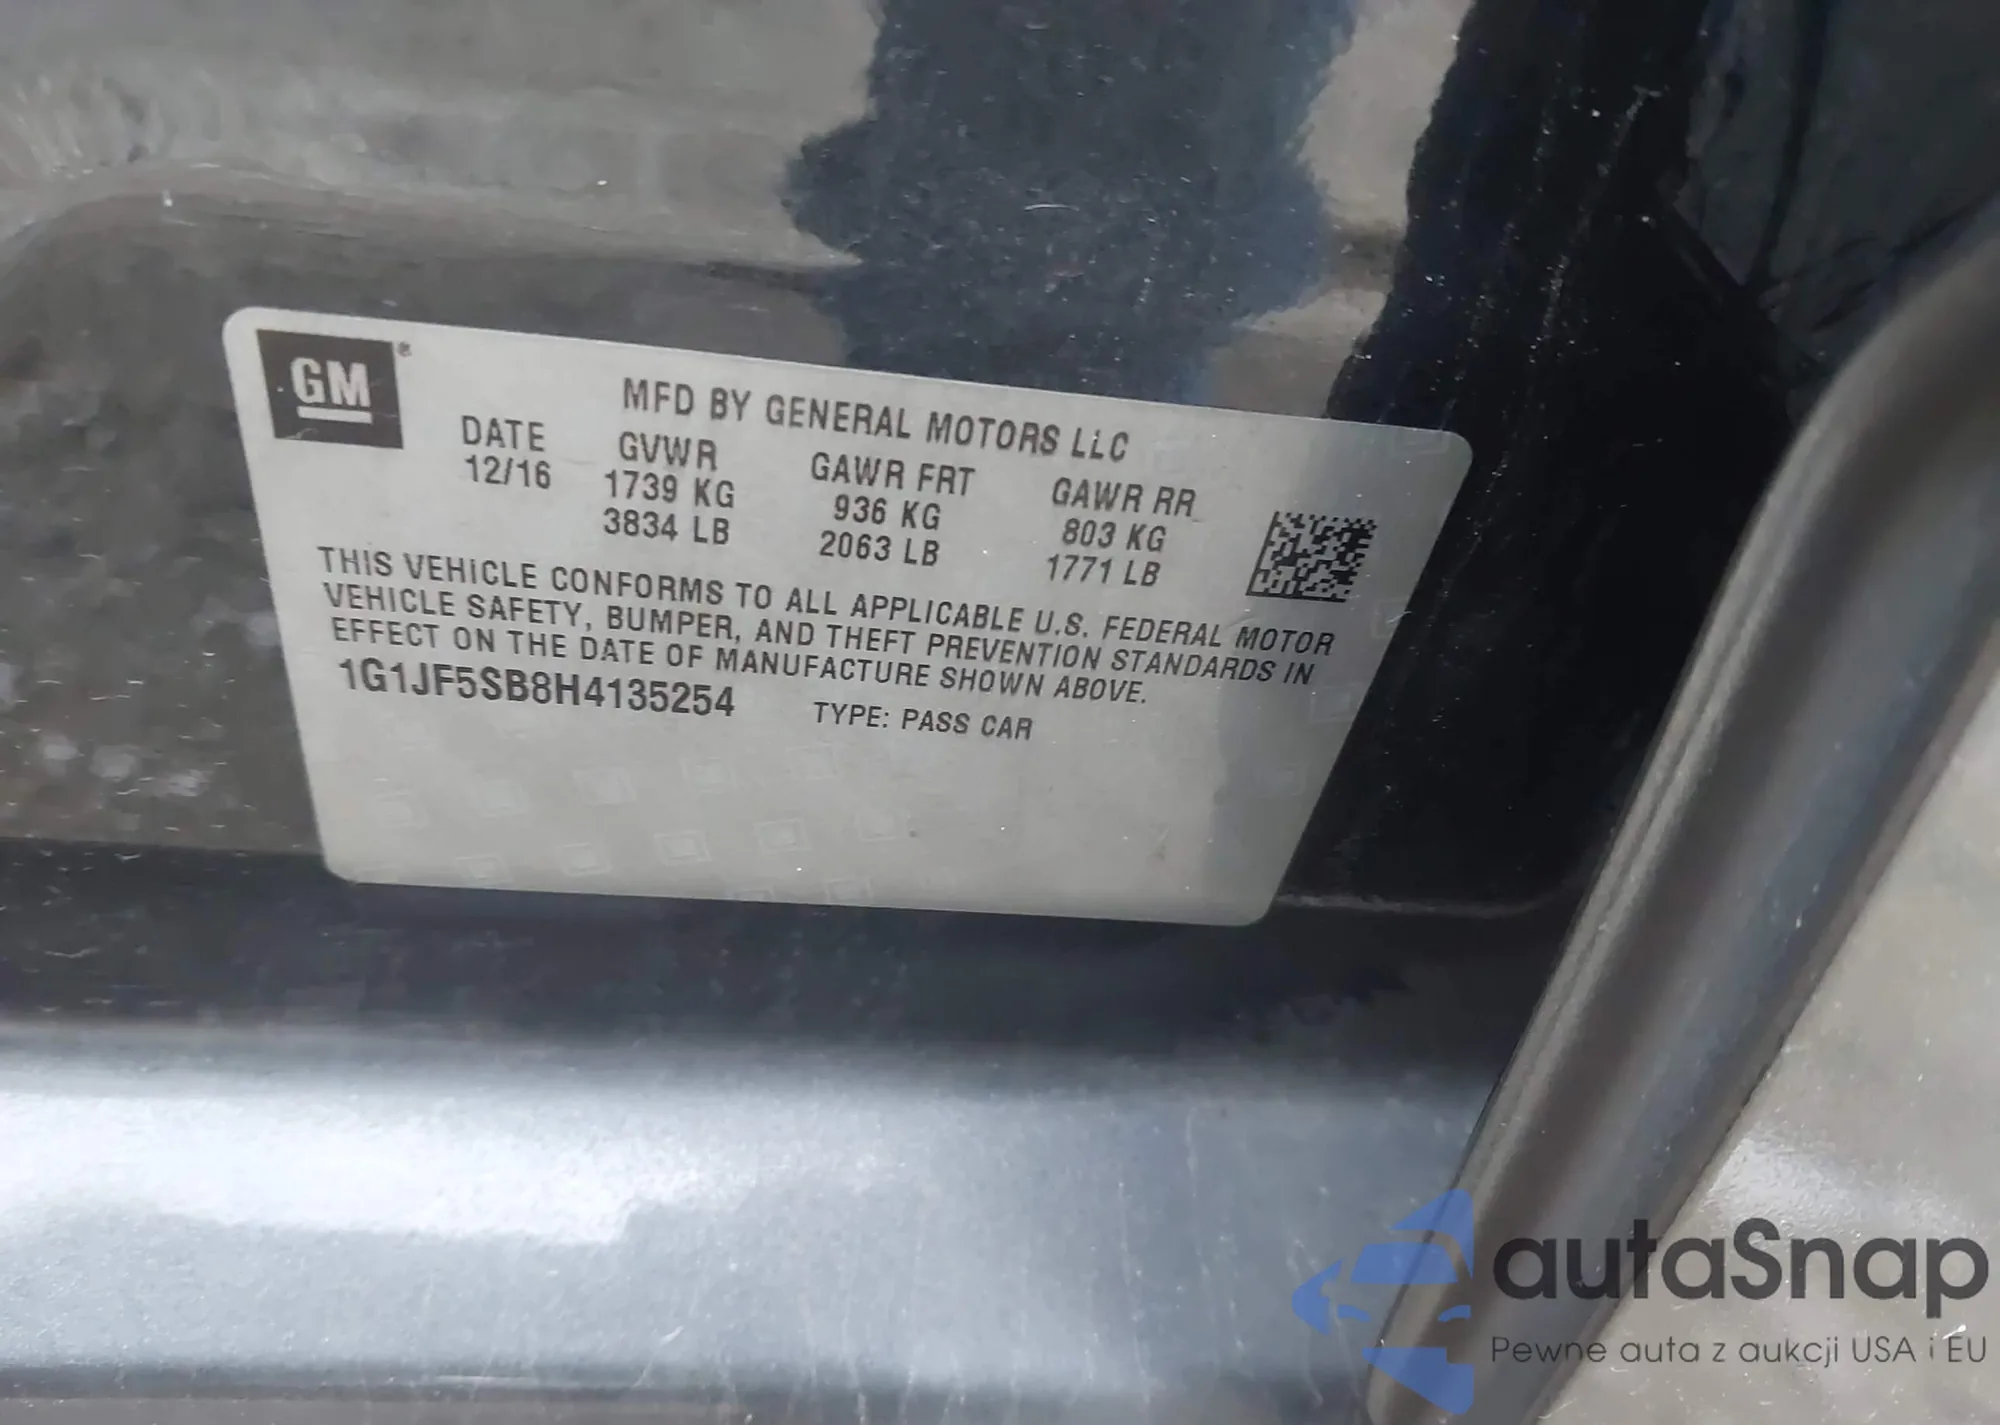 GM®
MFD BY GENERAL MOTORS LLC
DATE GVWR GAWR FRT GAWR RR
12/16 1739 KG 936 KG 803 KG
3834 LB 2063 LB 1771 LB
THIS VEHICLE CONFORMS TO ALL APPLICABLE U.S. FEDERAL MOTOR
VEHICLE SAFETY, BUMPER, AND THEFT PREVENTION STANDARDS IN
EFFECT ON THE DATE OF MANUFACTURE SHOWN ABOVE.
1G1JF5SB8H4135254 TYPE: PASS CAR
autaSnap
Pewne auta z aukcji USA i EU